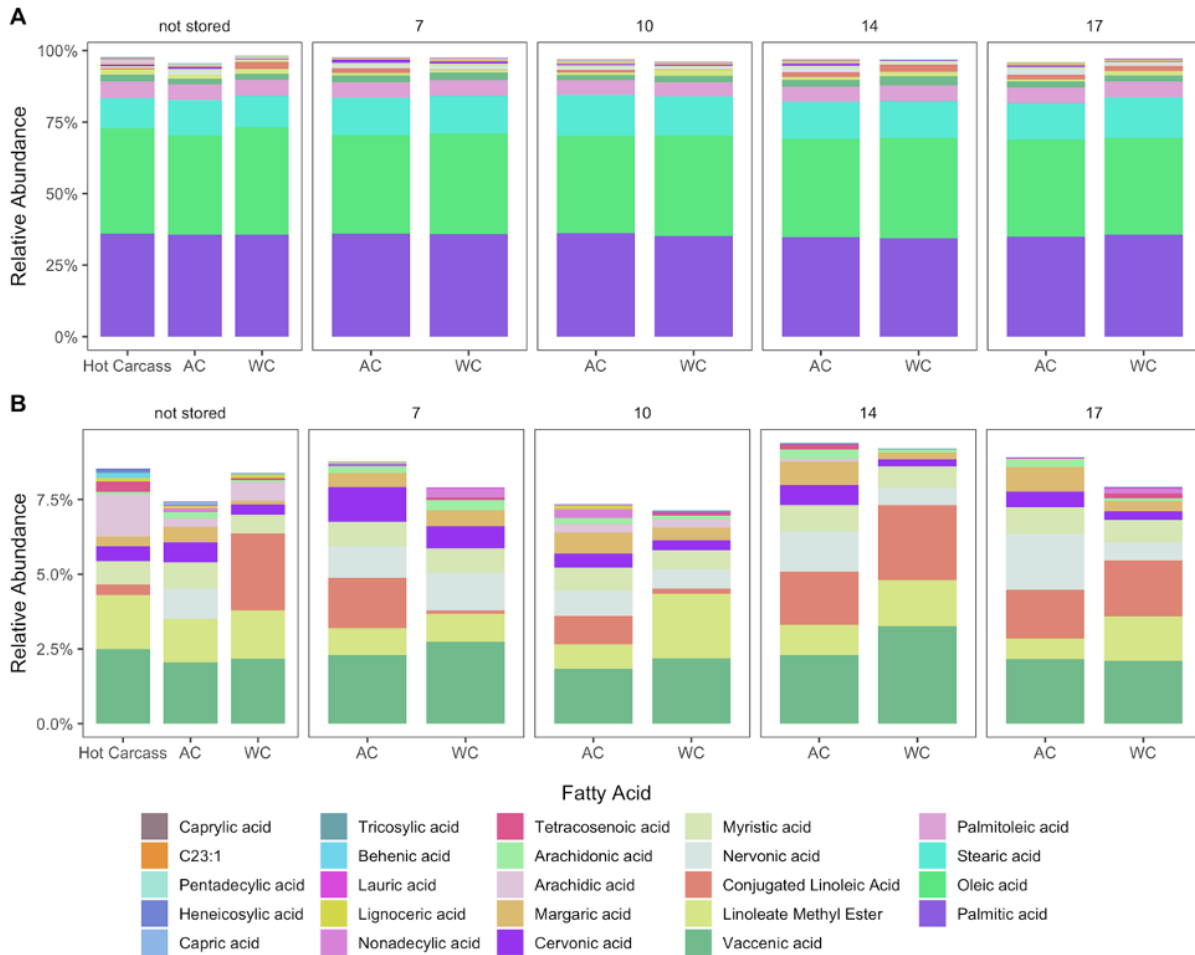 A
not stored 7 10 14 17
100%
75%
50%
25%
0%
Relative Abundance
Hot Carcass AC WC AC WC AC WC AC WC AC WC
B
not stored 7 10 14 17
7.5%
5.0%
2.5%
0.0%
Relative Abundance
Hot Carcass AC WC AC WC AC WC AC WC AC WC
Fatty Acid
Caprylic acid Tricosylic acid Tetracosenoic acid Myristic acid Palmitoleic acid
C23:1 Behenic acid Arachidonic acid Nervonic acid Stearic acid
Pentadecylic acid Lauric acid Arachidic acid Conjugated Linoleic Acid Oleic acid
Heneicosylic acid Lignoceric acid Margaric acid Linoleate Methyl Ester Palmitic acid
Capric acid Nonadecylic acid Cervonic acid Vaccenic acid